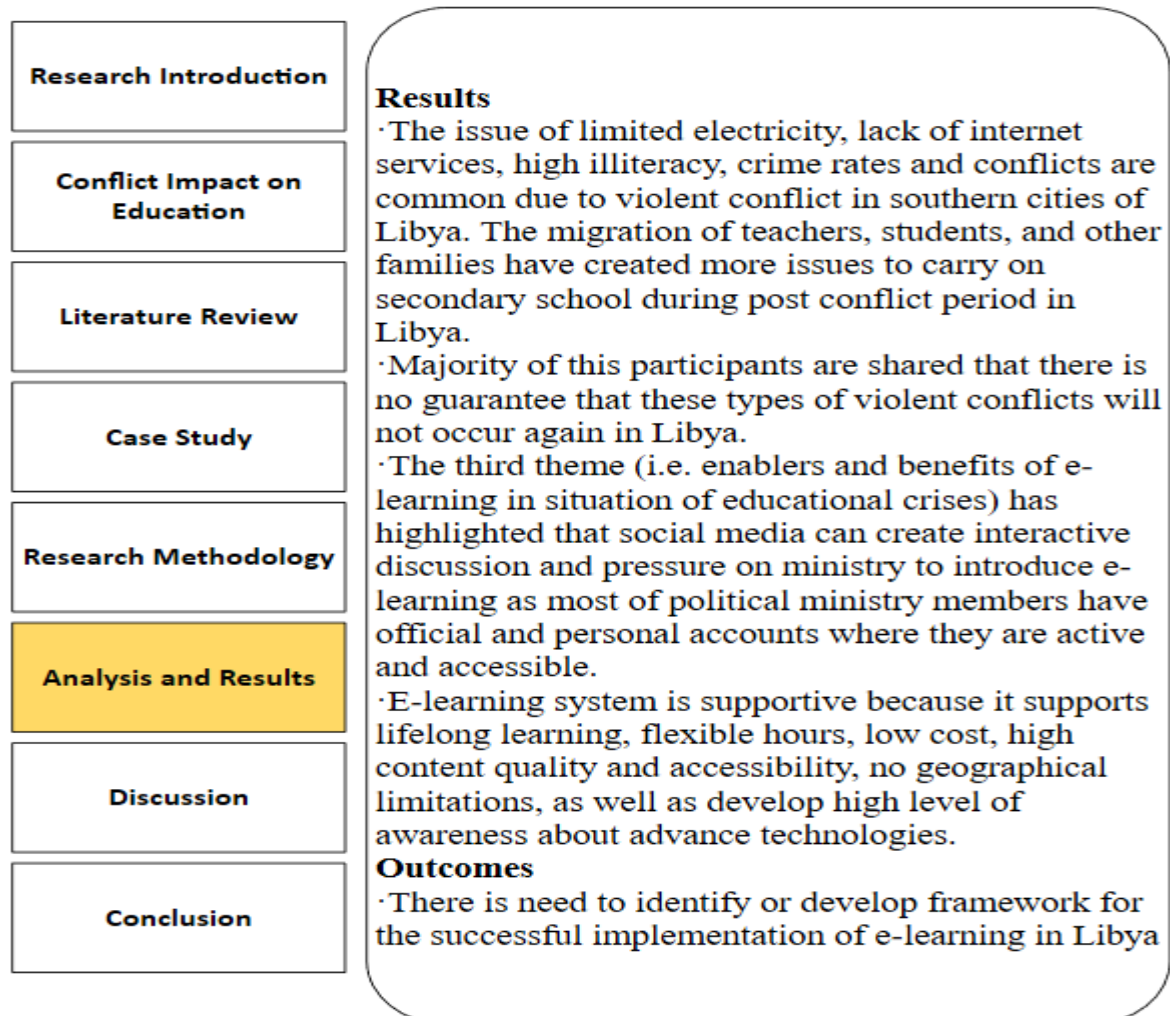 Research Introduction
Conflict Impact on
Education
Literature Review
Case Study
Research Methodology
Analysis and Results
Discussion
Conclusion
Results
·The issue of limited electricity, lack of internet
services, high illiteracy, crime rates and conflicts are
common due to violent conflict in southern cities of
Libya. The migration of teachers, students, and other
families have created more issues to carry on
secondary school during post conflict period in
Libya.
·Majority of this participants are shared that there is
no guarantee that these types of violent conflicts will
not occur again in Libya.
·The third theme (i.e. enablers and benefits of e-
learning in situation of educational crises) has
highlighted that social media can create interactive
discussion and pressure on ministry to introduce e-
learning as most of political ministry members have
official and personal accounts where they are active
and accessible.
·E-learning system is supportive because it supports
lifelong learning, flexible hours, low cost, high
content quality and accessibility, no geographical
limitations, as well as develop high level of
awareness about advance technologies.
Outcomes
·There is need to identify or develop framework for
the successful implementation of e-learning in Libya